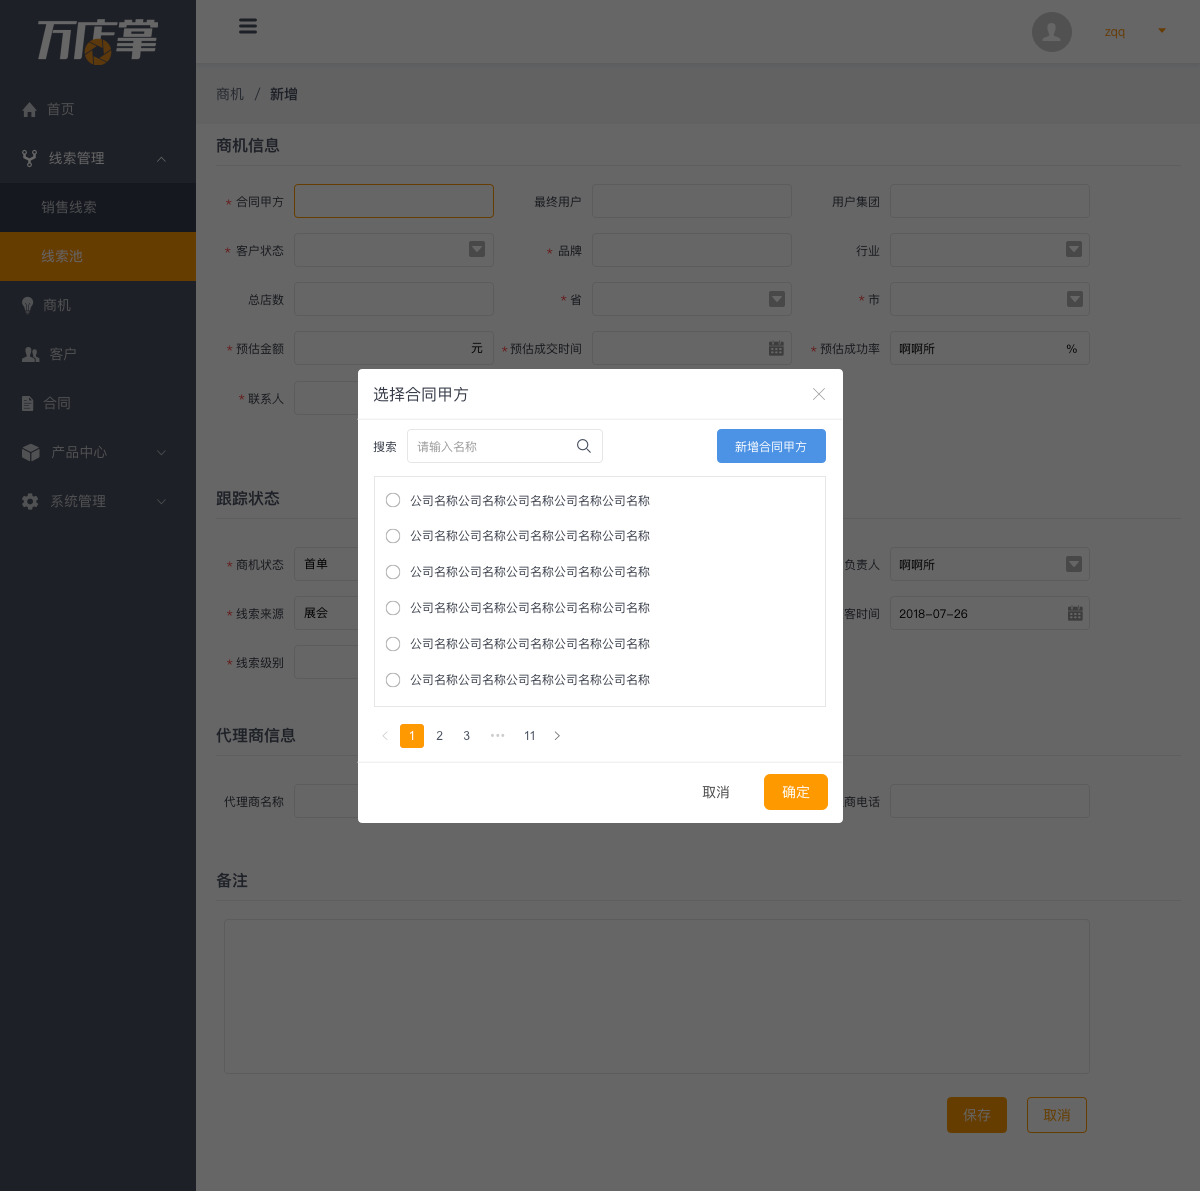 万店掌
zqq
首页
线索管理
销售线索
线索池
商机
客户
合同
产品中心
系统管理
商机 / 新增
商机信息
* 合同甲方
最终用户
用户集团
* 客户状态
* 品牌
行业
总店数
* 省
* 市
* 预估金额 元
* 预估成交时间
* 预估成功率 啊啊所 %
* 联系人
选择合同甲方
搜索 请输入名称 新增合同甲方
公司名称公司名称公司名称公司名称公司名称
公司名称公司名称公司名称公司名称公司名称
公司名称公司名称公司名称公司名称公司名称
公司名称公司名称公司名称公司名称公司名称
公司名称公司名称公司名称公司名称公司名称
公司名称公司名称公司名称公司名称公司名称
1 2 3 ••• 11
取消 确定
跟踪状态
* 商机状态 首单
负责人 啊啊所
* 线索来源 展会
客时间 2018-07-26
* 线索级别
代理商信息
代理商名称
商电话
备注
保存 取消